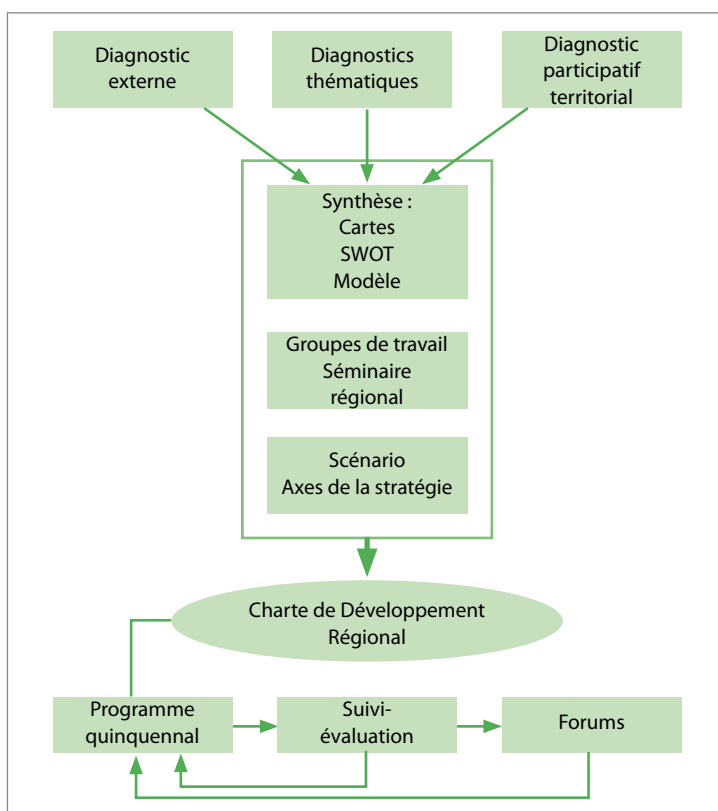 Diagnostic
externe
Diagnostics
thématiques
Diagnostic
participatif
territorial
Synthèse :
Cartes
SWOT
Modèle
Groupes de travail
Séminaire
régional
Scénario
Axes de la stratégie
Charte de Développement
Régional
Programme
quinquennal
Suivi-
évaluation
Forums